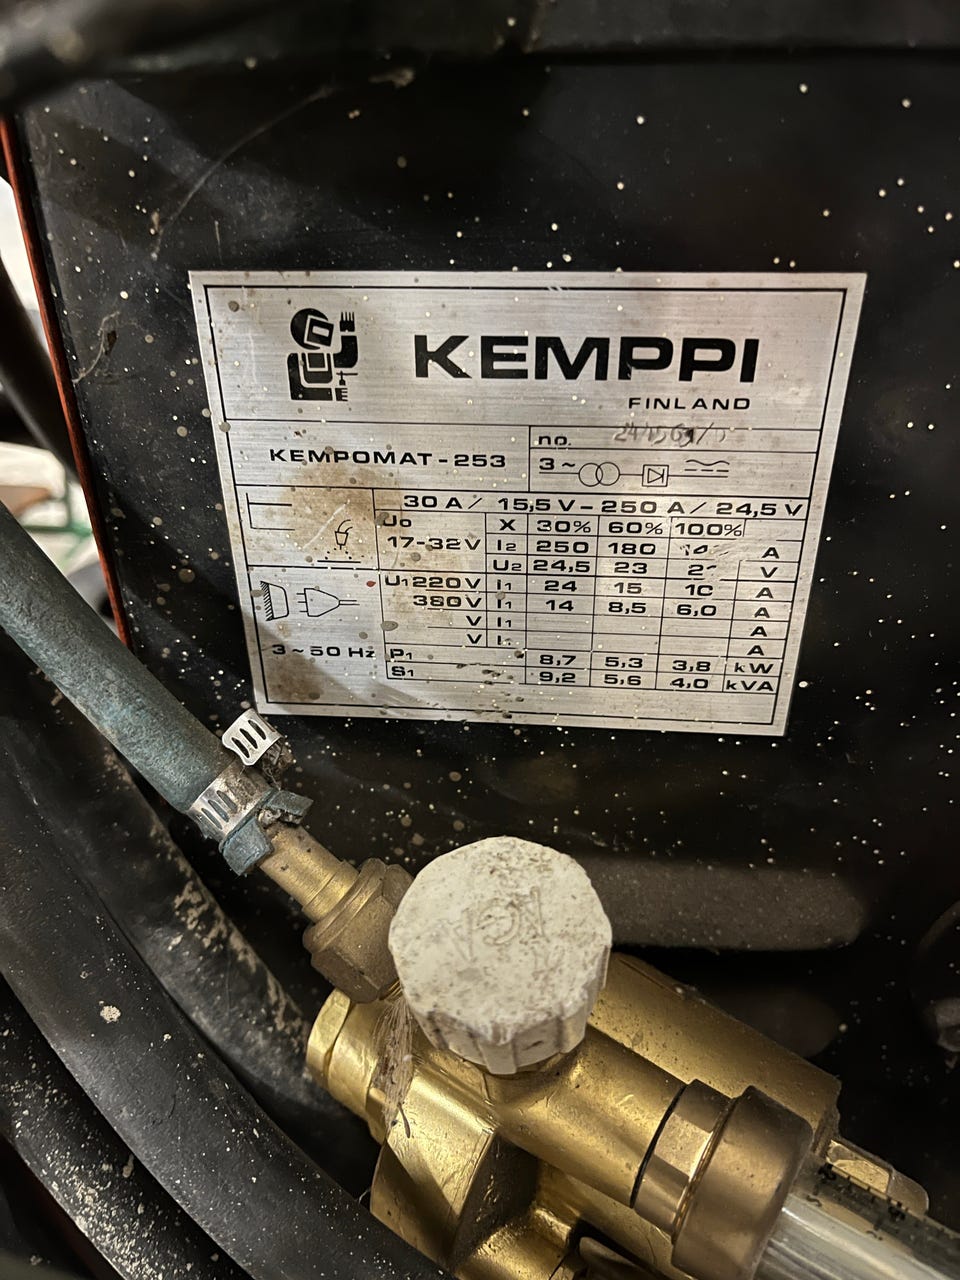 KEMPPI
FINLAND
KEMPOMAT-253
no.
3~
30 A/ 15,5 V – 250 A/ 24,5 V
Uo X 30% 60% 100%
17-32V I2 250 180 A
U2 24,5 23 V
U1 220V I1 24 15 10 A
380V I1 14 8,5 6,0 A
V I1 A
V I1 A
3~50 Hz P1 8,7 5,3 3,8 kW
S1 9,2 5,6 4,0 kVA